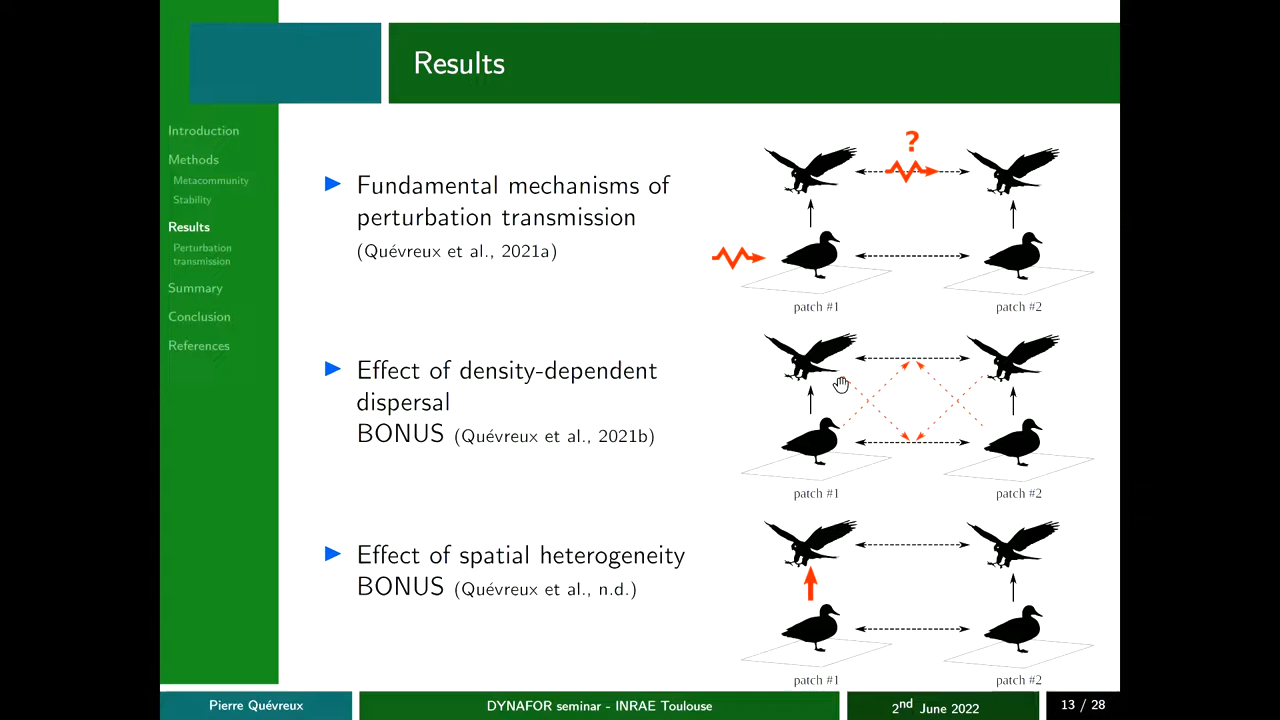 Results
Introduction
Methods
Metacommunity
Stability
Results
Perturbation
transmission
Summary
Conclusion
References
Fundamental mechanisms of
perturbation transmission
(Quévreux et al., 2021a)
?
patch #1
patch #2
Effect of density-dependent
dispersal
BONUS (Quévreux et al., 2021b)
patch #1
patch #2
Effect of spatial heterogeneity
BONUS (Quévreux et al., n.d.)
patch #1
patch #2
Pierre Quévreux
DYNAFOR seminar - INRAE Toulouse
2nd June 2022
13 / 28